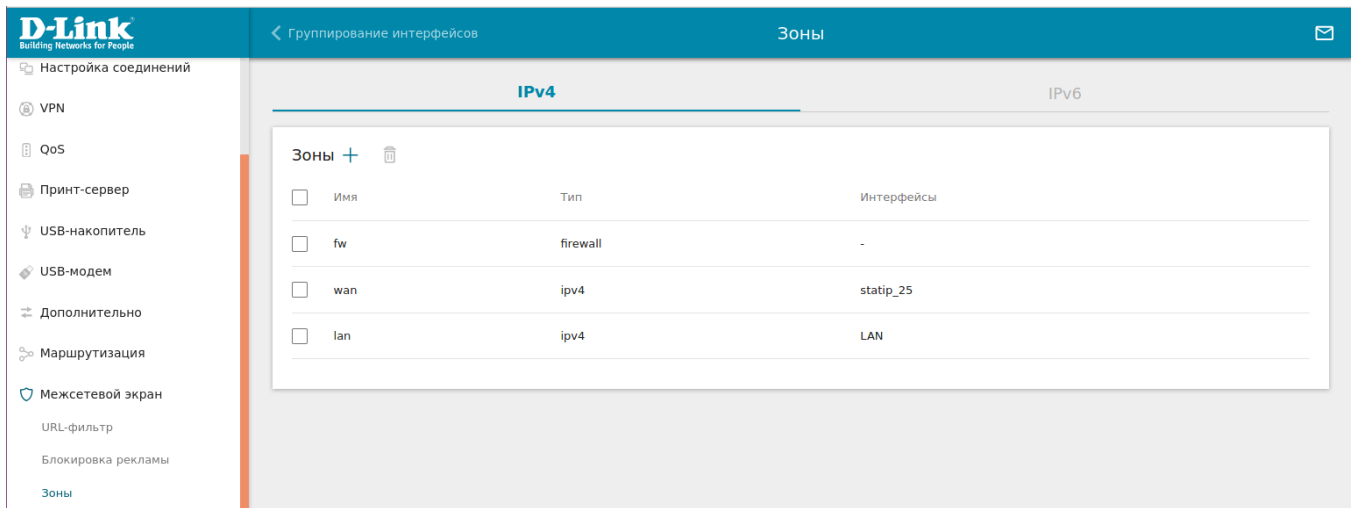 D-Link
Building Networks for People
Группирование интерфейсов
Зоны
Настройка соединений
VPN
QoS
Принт-сервер
USB-накопитель
USB-модем
Дополнительно
Маршрутизация
Межсетевой экран
URL-фильтр
Блокировка рекламы
Зоны
IPv4 IPv6
Зоны
Имя Тип Интерфейсы
fw firewall -
wan ipv4 statip_25
lan ipv4 LAN